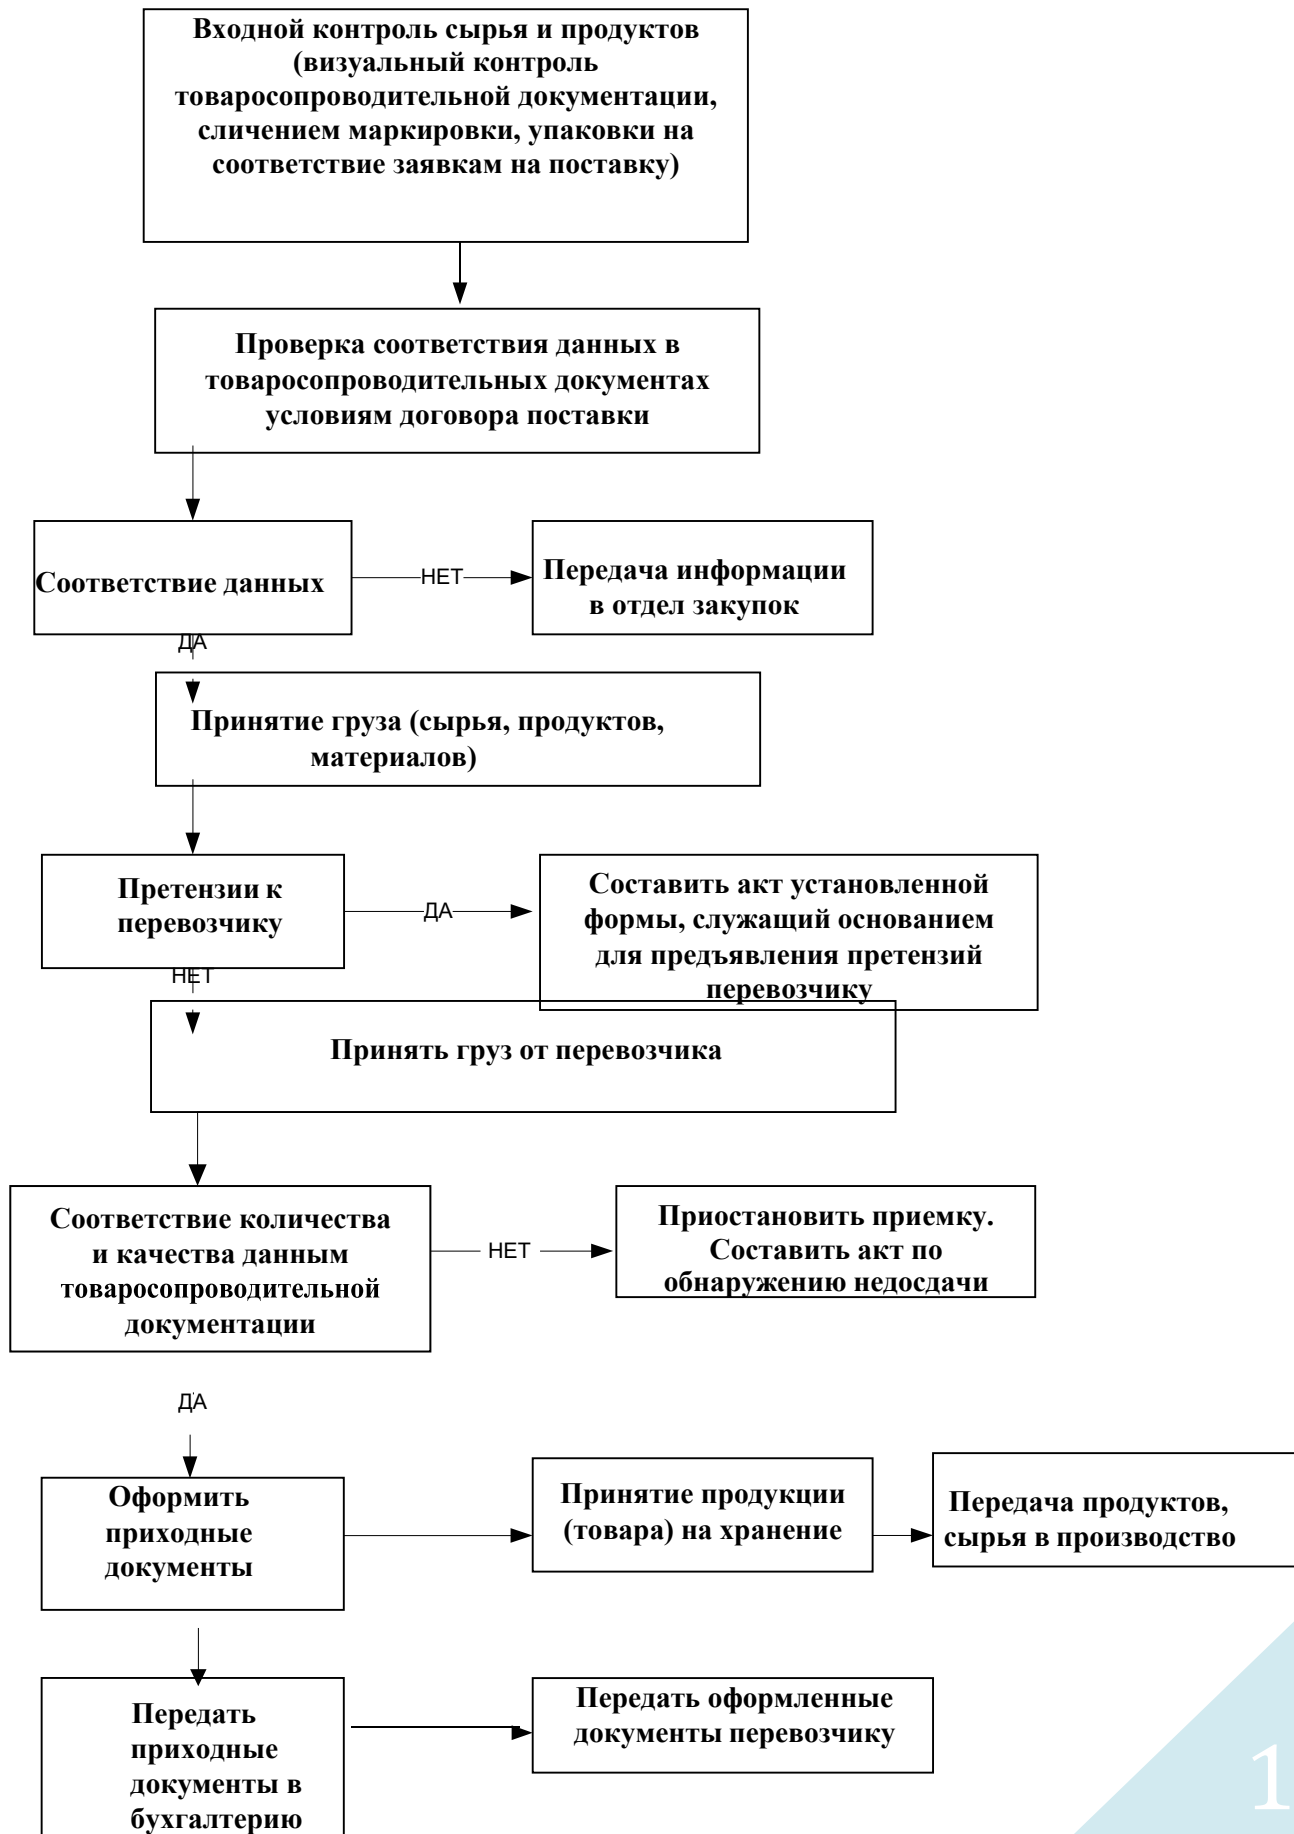 Входной контроль сырья и продуктов
(визуальный контроль
товаросопроводительной документации,
сличением маркировки, упаковки на
соответствие заявкам на поставку)
Проверка соответствия данных в
товаросопроводительных документах
условиям договора поставки
Соответствие данных
НЕТ
Передача информации
в отдел закупок
ДА
Принятие груза (сырья, продуктов,
материалов)
Претензии к
перевозчику
ДА
Составить акт установленной
формы, служащий основанием
для предъявления претензий
перевозчику
НЕТ
Принять груз от перевозчика
Соответствие количества
и качества данным
товаросопроводительной
документации
НЕТ
Приостановить приемку.
Составить акт по
обнаружению недосдачи
ДА
Оформить
приходные
документы
Принятие продукции
(товара) на хранение
Передача продуктов,
сырья в производство
Передать
приходные
документы в
бухгалтерию
Передать оформленные
документы перевозчику
1